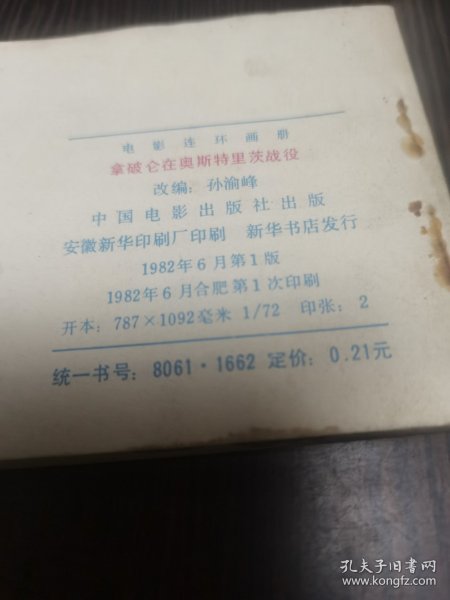 电影连环画册
拿破仑在奥斯特里茨战役
改编：孙渝峰
中国电影出版社出版
安徽新华印刷厂印刷 新华书店发行
1982年6月第1版
1982年6月合肥第1次印刷
开本：787×1092毫米 1/72 印张：2
统一书号：8061·1662 定价：0.21元
孔夫子旧书网
www.kongfz.com